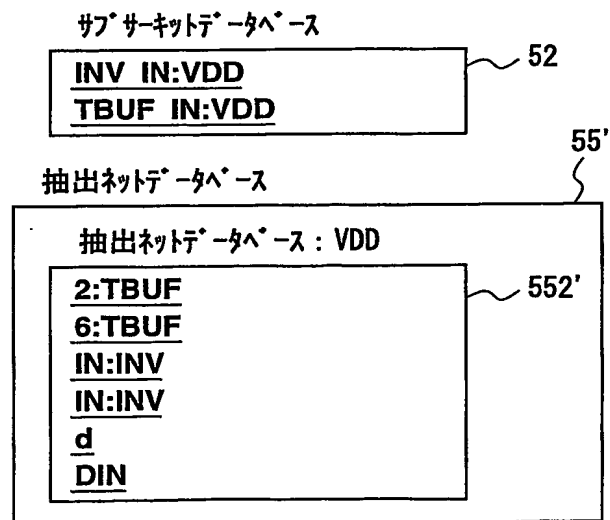 サブサーキットデータベース
52
INV IN:VDD
TBUF IN:VDD
55'
抽出ネットデータベース
抽出ネットデータベース : VDD
552'
2:TBUF
6:TBUF
IN:INV
IN:INV
d
DIN